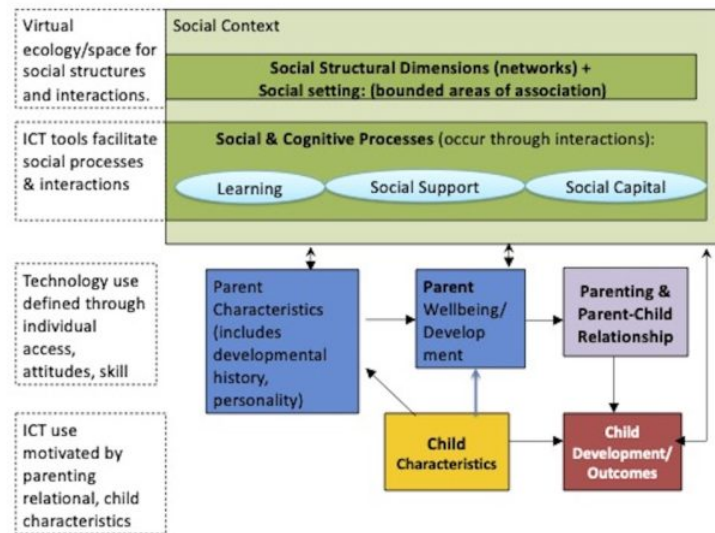 Virtual
ecology/space for
social structures
and interactions.
Social Context
Social Structural Dimensions (networks) +
Social setting: (bounded areas of association)
ICT tools facilitate
social processes
& interactions
Social & Cognitive Processes (occur through interactions):
Learning
Social Support
Social Capital
Technology use
defined through
individual
access,
attitudes, skill
Parent
Characteristics
(includes
developmental
history,
personality)
Parent
Wellbeing/
Develop
ment
Parenting &
Parent-Child
Relationship
ICT use
motivated by
parenting
relational, child
characteristics
Child
Characteristics
Child
Development/
Outcomes